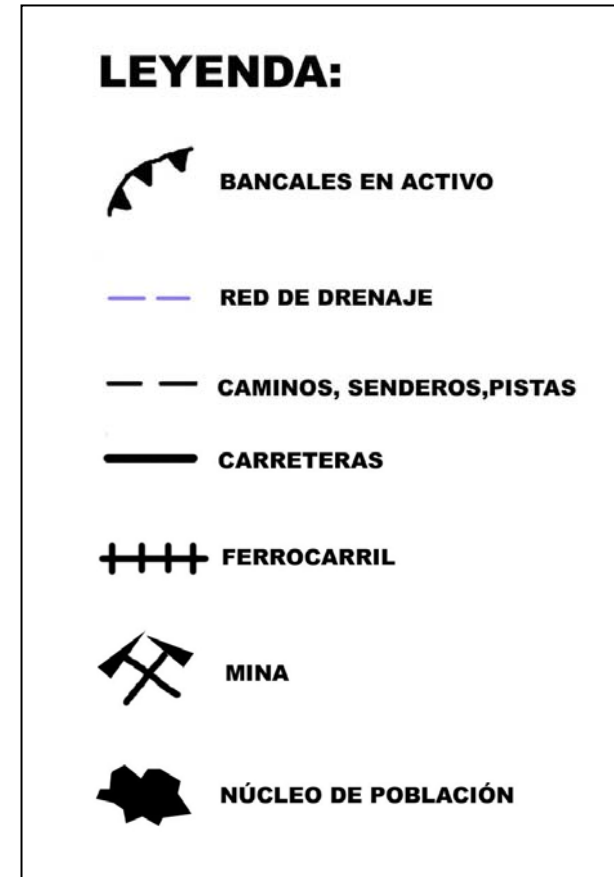 LEYENDA:
BANCALES EN ACTIVO
RED DE DRENAJE
CAMINOS, SENDEROS,PISTAS
CARRETERAS
FERROCARRIL
MINA
NÚCLEO DE POBLACIÓN